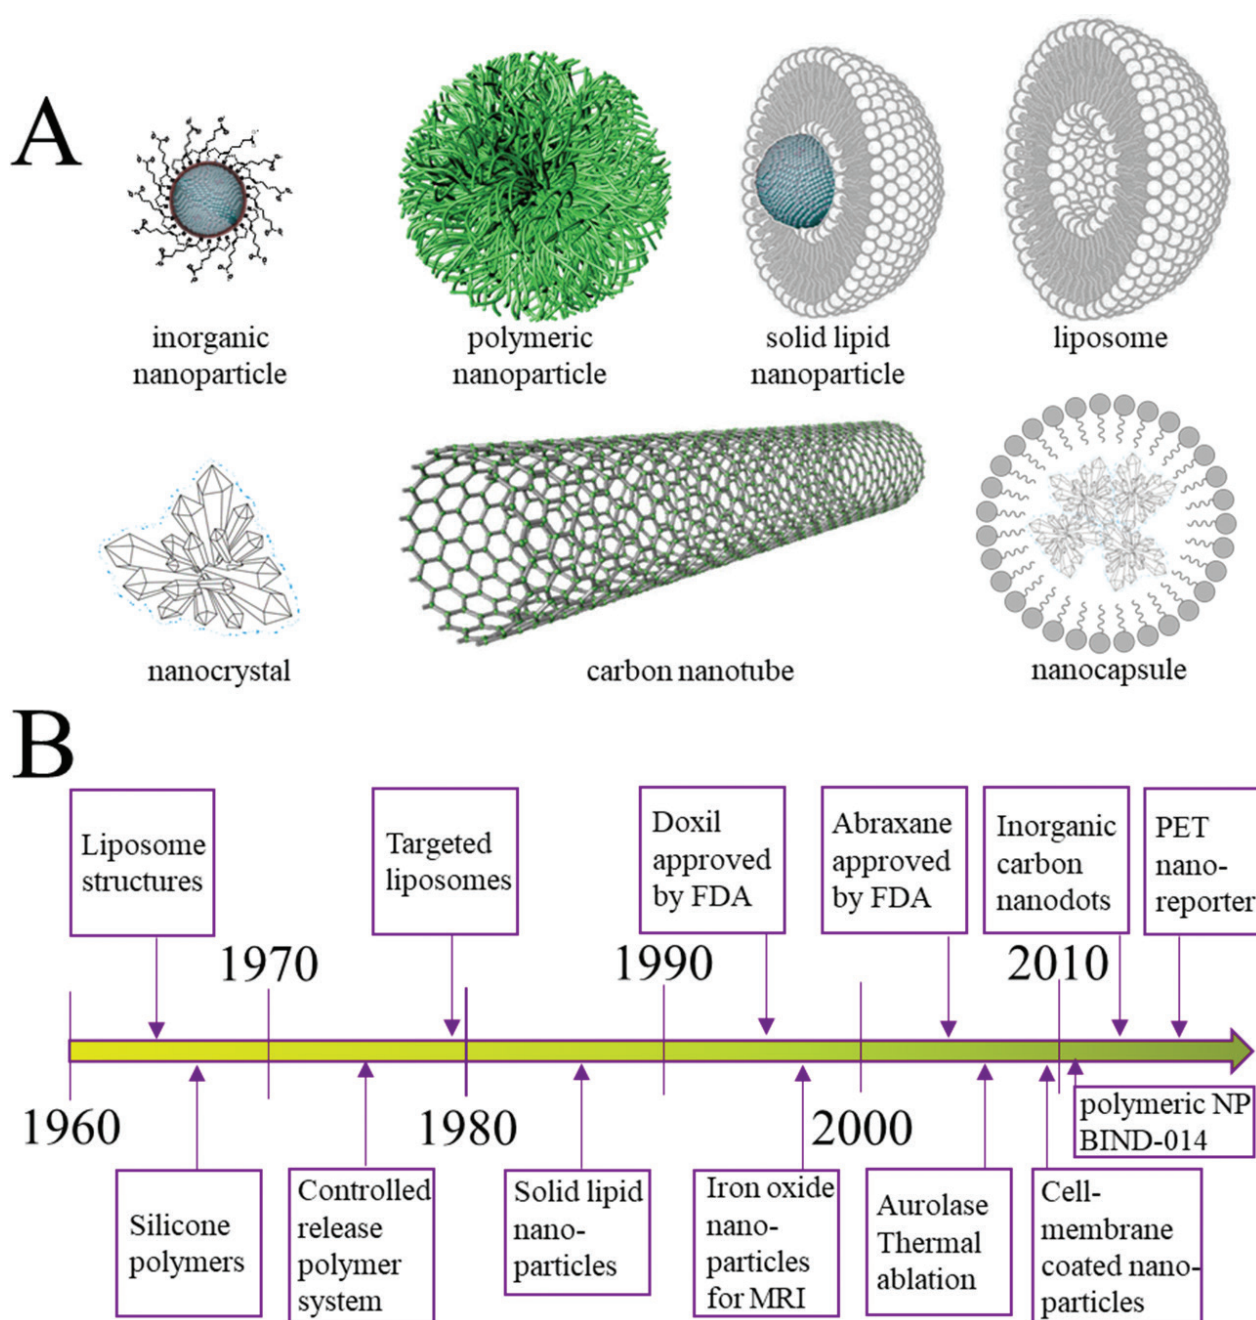 A
inorganic
nanoparticle
polymeric
nanoparticle
solid lipid
nanoparticle
liposome
nanocrystal
carbon nanotube
nanocapsule
B
Liposome
structures
Targeted
liposomes
Doxil
approved
by FDA
Abraxane
approved
by FDA
Inorganic
carbon
nanodots
PET
nano-
reporter
1970
1990
2010
1960
1980
2000
polymeric NP
BIND-014
Silicone
polymers
Controlled
release
polymer
system
Solid lipid
nano-
particles
Iron oxide
nano-
particles
for MRI
Aurolase
Thermal
ablation
Cell-
membrane
coated nano-
particles